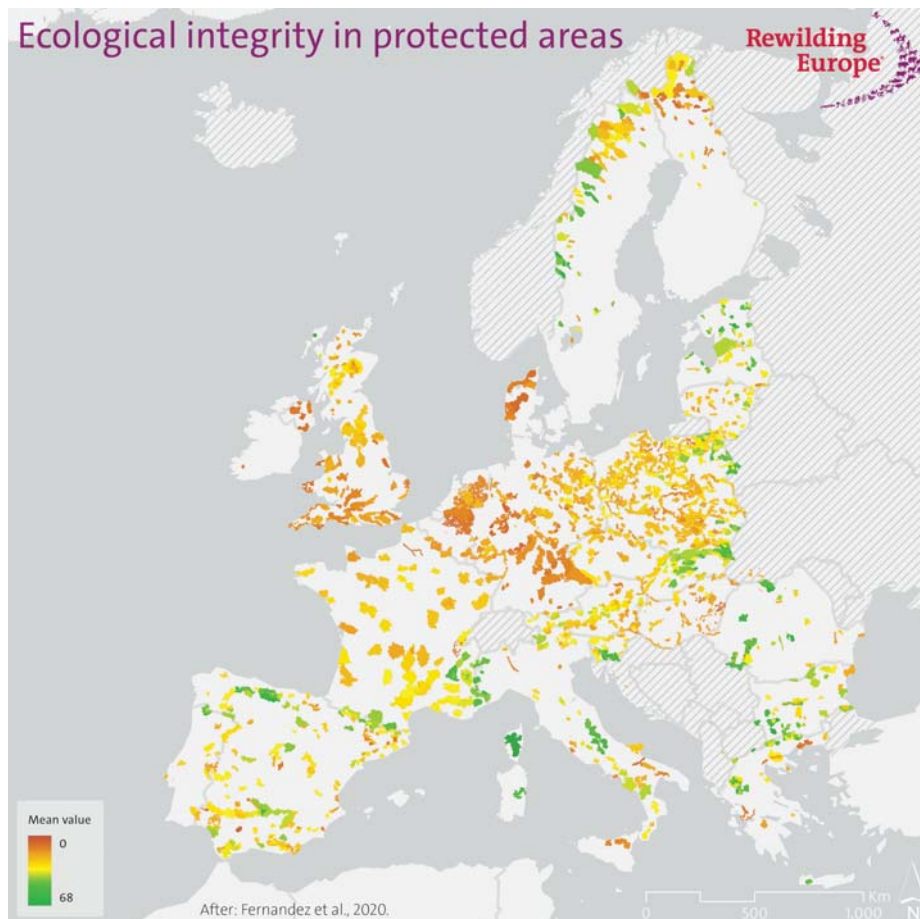 Ecological integrity in protected areas
Rewilding
Europe
Mean value
0
68
After: Fernandez et al., 2020.
Km
0
500
1,000
N